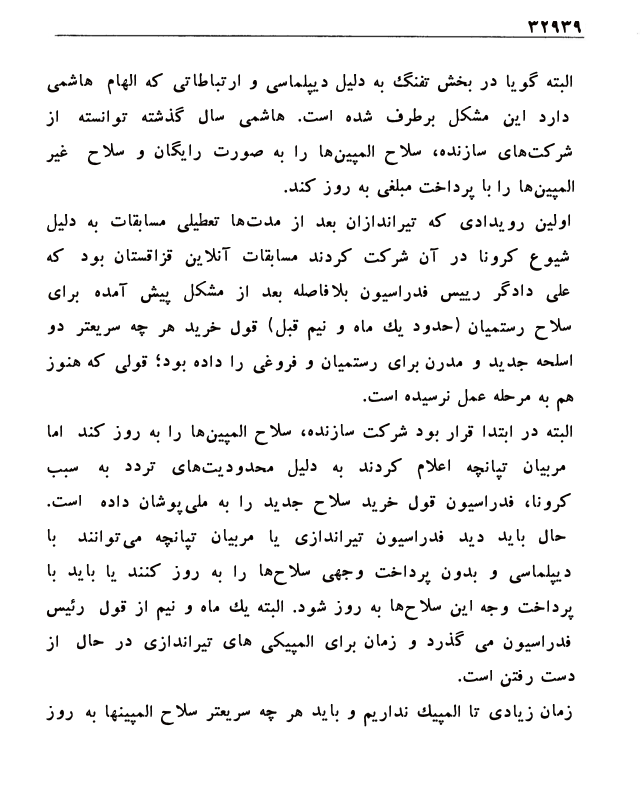 ۳۲۹۳۹
البته گویا در بخش تفنگ به دلیل دیپلماسی و ارتباطاتی که الهام هاشمی
دارد این مشکل برطرف شده است. هاشمی سال گذشته توانسته از
شرکت‌های سازنده، سلاح المپین‌ها را به صورت رایگان و سلاح غیر
المپین‌ها را با پرداخت مبلغی به روز کند.
اولین رویدادی که تیراندازان بعد از مدت‌ها تعطیلی مسابقات به دلیل
شیوع کرونا در آن شرکت کردند مسابقات آنلاین قزاقستان بود که
علی دادگر رییس فدراسیون بلافاصله بعد از مشکل پیش آمده برای
سلاح رستمیان (حدود یك ماه و نیم قبل) قول خرید هر چه سریعتر دو
اسلحه جدید و مدرن برای رستمیان و فروغی را داده بود؛ قولی که هنوز
هم به مرحله عمل نرسیده است.
البته در ابتدا قرار بود شرکت سازنده، سلاح المپین‌ها را به روز کند اما
مربیان تپانچه اعلام کردند به دلیل محدودیت‌های تردد به سبب
کرونا، فدراسیون قول خرید سلاح جدید را به ملی‌پوشان داده است.
حال باید دید فدراسیون تیراندازی یا مربیان تپانچه می‌توانند با
دیپلماسی و بدون پرداخت وجهی سلاح‌ها را به روز کنند یا باید با
پرداخت وجه این سلاح‌ها به روز شود. البته یك ماه و نیم از قول رئیس
فدراسیون می گذرد و زمان برای المپیکی های تیراندازی در حال از
دست رفتن است.
زمان زیادی تا المپیك نداریم و باید هر چه سریعتر سلاح المپینها به روز